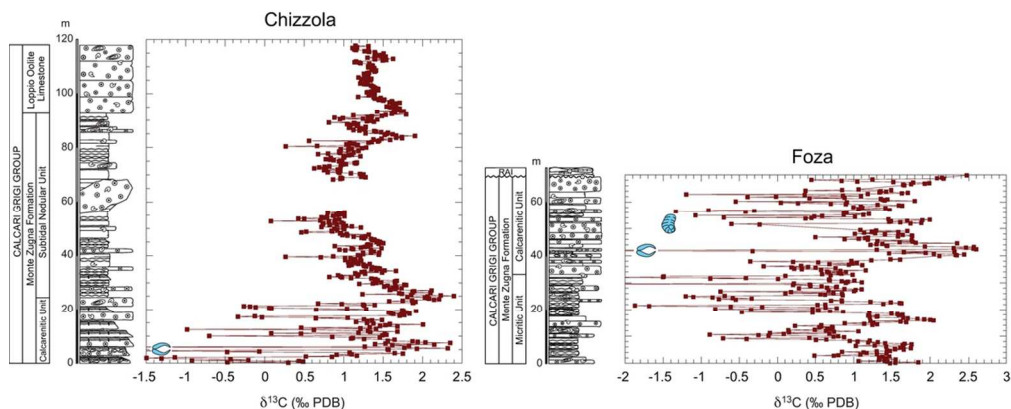 Chizzola
m
120
100
80
60
40
20
0
CALCARI GRIGI GROUP
Monte Zugna Formation
Loppio Oolite
Limestone
Subtidal Nodular Unit
Calcarenitic Unit
-1.5 -1 -0.5 0 0.5 1 1.5 2 2.5
δ13C (‰ PDB)
Foza
m
60
40
20
0
RAI
CALCARI GRIGI GROUP
Monte Zugna Formation
Calcarenitic Unit
Micritic Unit
-2 -1.5 -1 -0.5 0 0.5 1 1.5 2 2.5 3
δ13C (‰ PDB)